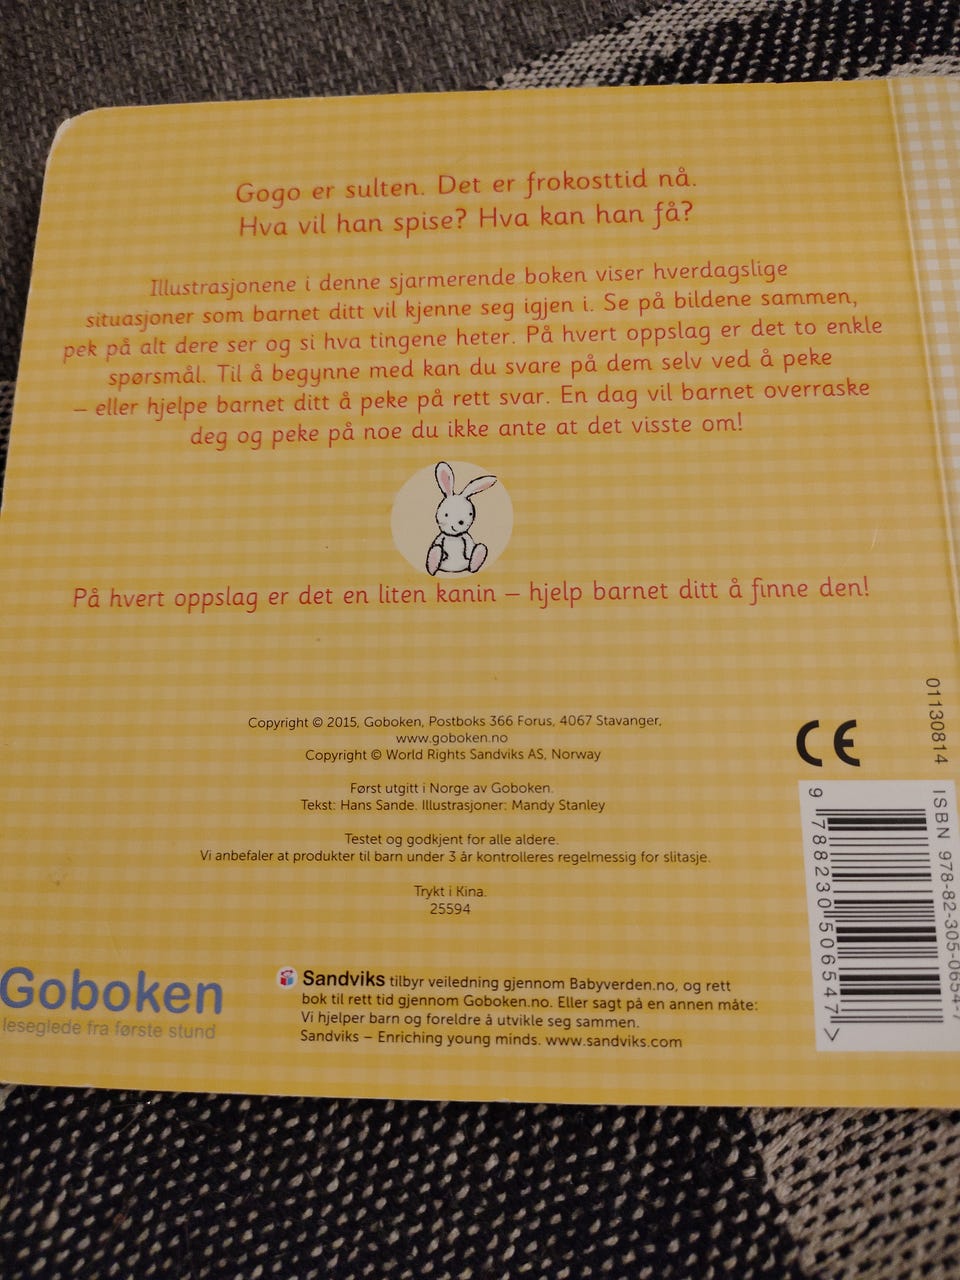 Gogo er sulten. Det er frokosttid nå.
Hva vil han spise? Hva kan han få?
Illustrasjonene i denne sjarmerende boken viser hverdagslige
situasjoner som barnet ditt vil kjenne seg igjen i. Se på bildene sammen,
pek på alt dere ser og si hva tingene heter. På hvert oppslag er det to enkle
spørsmål. Til å begynne med kan du svare på dem selv ved å peke
– eller hjelpe barnet ditt å peke på rett svar. En dag vil barnet overraske
deg og peke på noe du ikke ante at det visste om!
På hvert oppslag er det en liten kanin – hjelp barnet ditt å finne den!
Copyright © 2015, Goboken, Postboks 366 Forus, 4067 Stavanger,
www.goboken.no
Copyright © World Rights Sandviks AS, Norway
Først utgitt i Norge av Goboken.
Tekst: Hans Sande. Illustrasjoner: Mandy Stanley
Testet og godkjent for alle aldere.
Vi anbefaler at produkter til barn under 3 år kontrolleres regelmessig for slitasje.
Trykt i Kina.
25594
CE
01130814
ISBN 978-82-305-0654-7
9 788230 506547 >
Goboken
leseglede fra første stund
Sandviks tilbyr veiledning gjennom Babyverden.no, og rett
bok til rett tid gjennom Goboken.no. Eller sagt på en annen måte:
Vi hjelper barn og foreldre å utvikle seg sammen.
Sandviks – Enriching young minds. www.sandviks.com